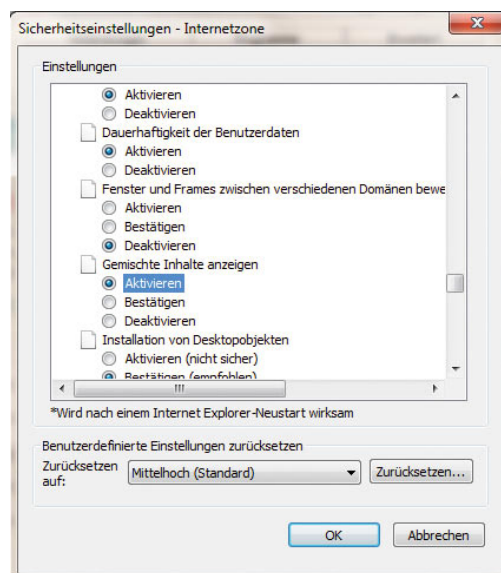 Sicherheitseinstellungen - Internetzone
Einstellungen
Aktivieren
Deaktivieren
Dauerhaftigkeit der Benutzerdaten
Aktivieren
Deaktivieren
Fenster und Frames zwischen verschiedenen Domänen bewe
Aktivieren
Bestätigen
Deaktivieren
Gemischte Inhalte anzeigen
Aktivieren
Bestätigen
Deaktivieren
Installation von Desktopobjekten
Aktivieren (nicht sicher)
Bestätigen (empfohlen)
*Wird nach einem Internet Explorer-Neustart wirksam
Benutzerdefinierte Einstellungen zurücksetzen
Zurücksetzen auf:
Mittelhoch (Standard)
Zurücksetzen...
OK
Abbrechen